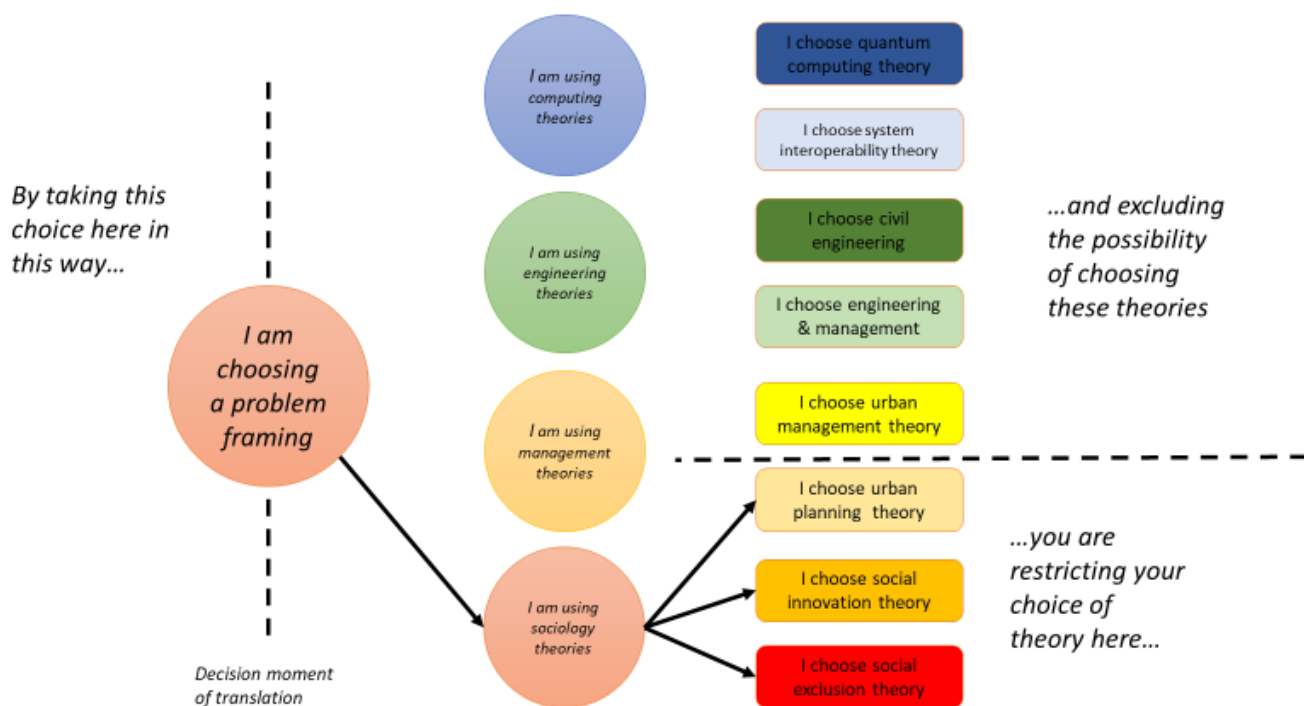 By taking this
choice here in
this way...
I am
choosing
a problem
framing
Decision moment
of translation
I am using
computing
theories
I am using
engineering
theories
I am using
management
theories
I am using
sociology
theories
I choose quantum
computing theory
I choose system
interoperability theory
I choose civil
engineering
I choose engineering
& management
I choose urban
management theory
I choose urban
planning theory
I choose social
innovation theory
I choose social
exclusion theory
...you are
restricting your
choice of
theory here...
...and excluding
the possibility
of choosing
these theories